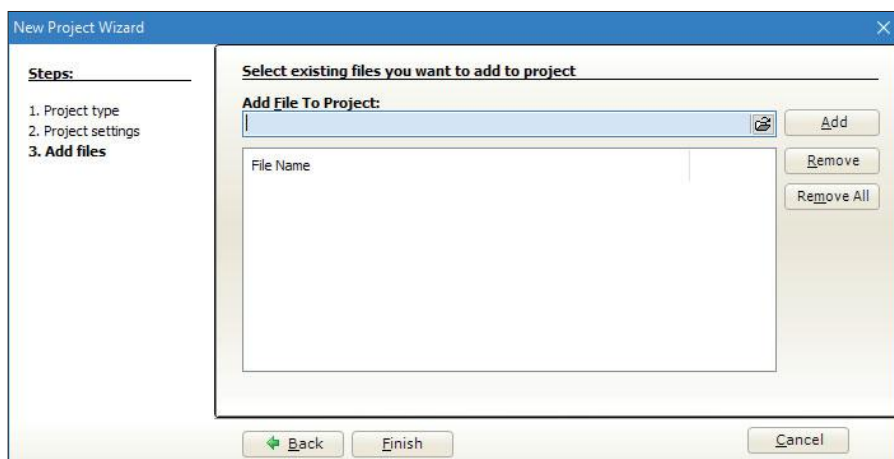 New Project Wizard
Steps:
1. Project type
2. Project settings
3. Add files
Select existing files you want to add to project
Add File To Project:
Add
File Name
Remove
Remove All
Back
Finish
Cancel